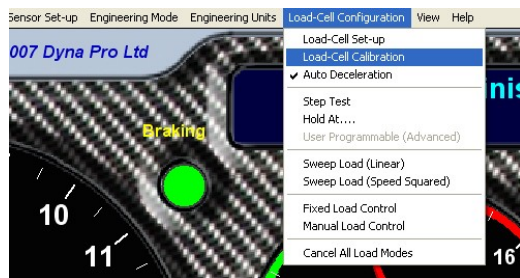 Sensor Set-up Engineering Mode Engineering Units Load-Cell Configuration View Help
007 Dyna Pro Ltd
Load-Cell Set-up
Load-Cell Calibration
Auto Deceleration
nis
Step Test
Hold At....
User Programmable (Advanced)
Braking
Sweep Load (Linear)
Sweep Load (Speed Squared)
Fixed Load Control
Manual Load Control
Cancel All Load Modes
10
11
16